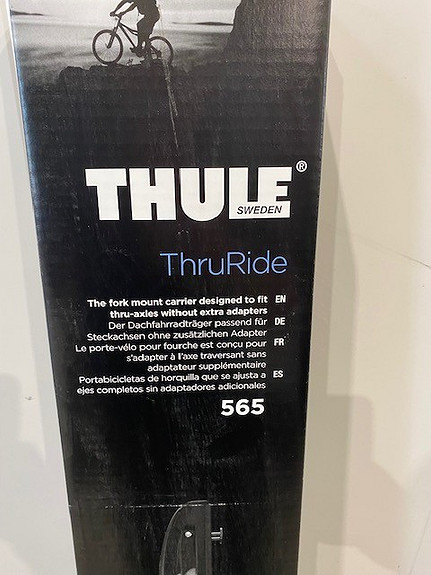 THULE®
SWEDEN
ThruRide
The fork mount carrier designed to fit EN
thru-axles without extra adapters
Der Dachfahrradträger passend für DE
Steckachsen ohne zusätzlichen Adapter
Le porte-vélo pour fourche est conçu pour FR
s'adapter à l'axe traversant sans
adaptateur supplémentaire
Portabicicletas de horquilla que se ajusta a ES
ejes completos sin adaptadores adicionales
565